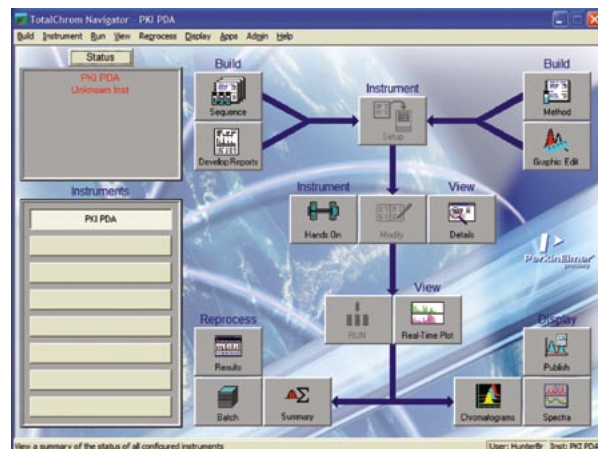 TotalChrom Navigator - PKI PDA
Build Instrument Run View Reprocess Display Apps Admin Help
Status
PKI PDA
Unknown Inst
Instruments
PKI PDA
Build
Sequence
Develop Reports
Instrument
Setup
Build
Method
Graphic Edit
Instrument
Hands On
Modify
View
Details
PerkinElmer
precisely
View
RUN
Real-Time Plot
Reprocess
Results
Batch
Summary
Display
Publish
Chromatograms
Spectra
View a summary of the status of all configured instruments
User: HunterBr Inst: PKI PDA